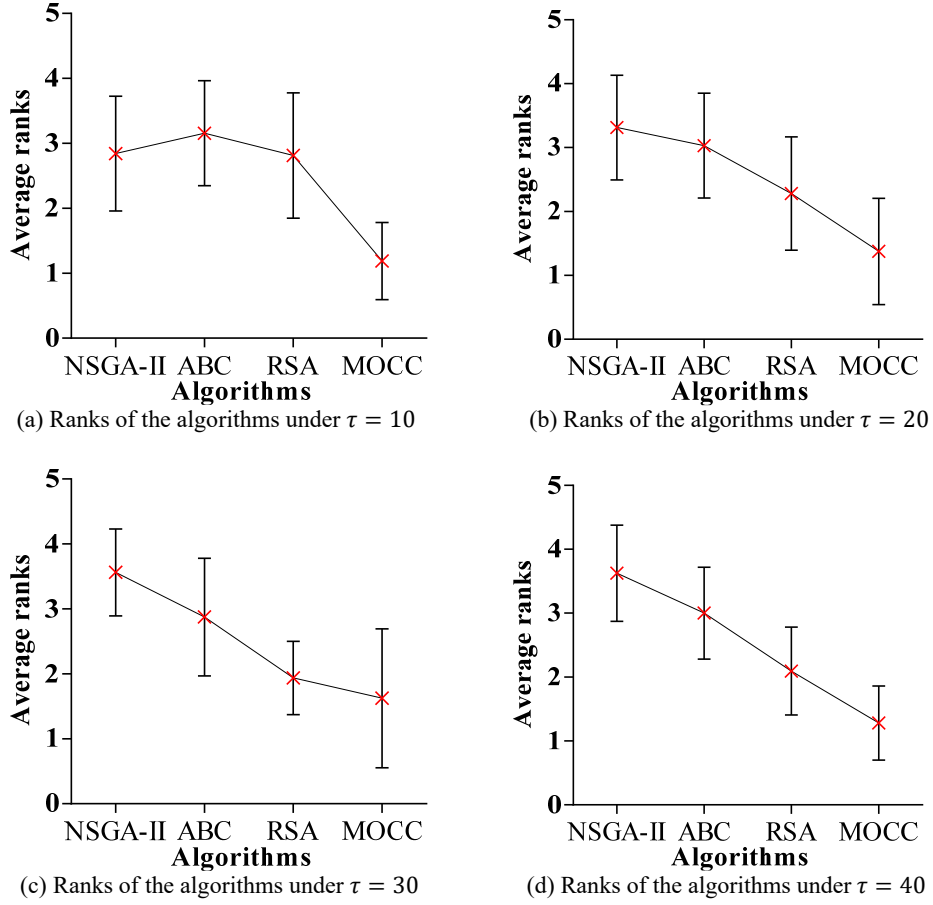 5
4
3
2
1
0
Average ranks
NSGA-II ABC RSA MOCC
Algorithms
(a) Ranks of the algorithms under τ = 10
5
4
3
2
1
0
Average ranks
NSGA-II ABC RSA MOCC
Algorithms
(b) Ranks of the algorithms under τ = 20
5
4
3
2
1
0
Average ranks
NSGA-II ABC RSA MOCC
Algorithms
(c) Ranks of the algorithms under τ = 30
5
4
3
2
1
0
Average ranks
NSGA-II ABC RSA MOCC
Algorithms
(d) Ranks of the algorithms under τ = 40